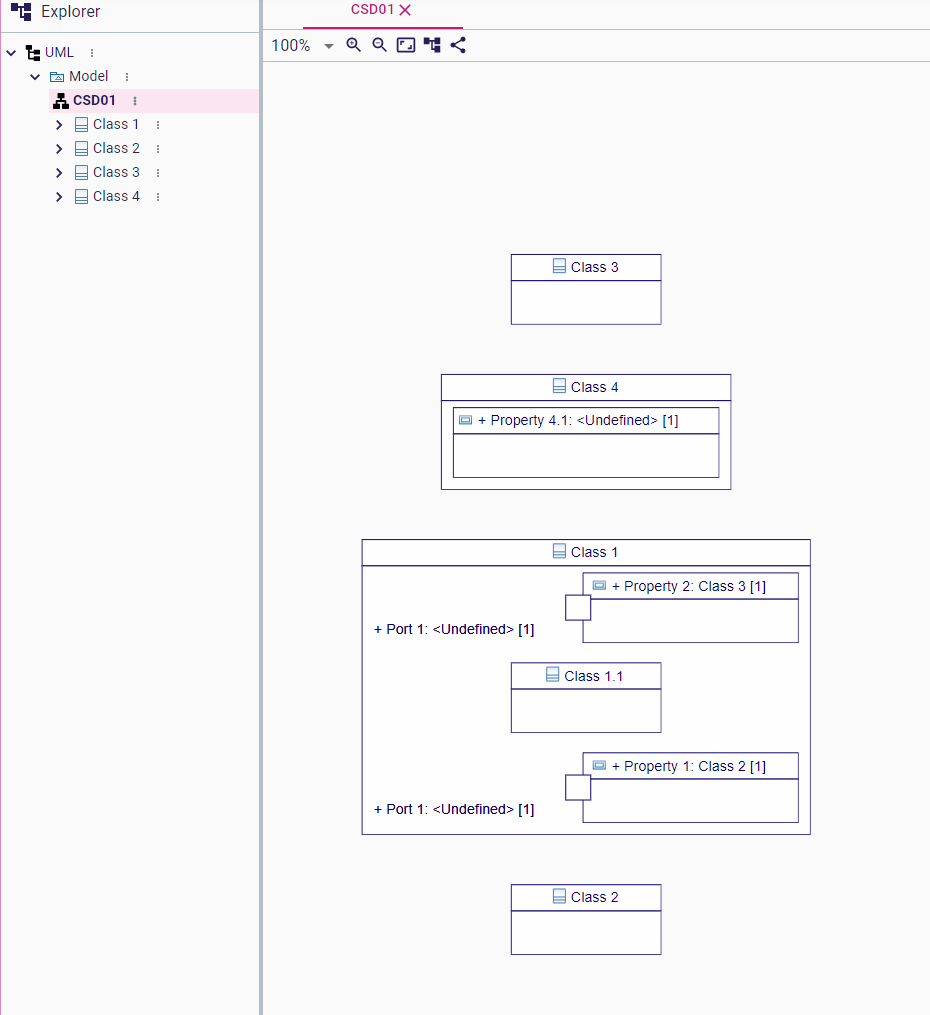 Explorer
CSD01
100%
UML
Model
CSD01
Class 1
Class 2
Class 3
Class 4
Class 3
Class 4
+ Property 4.1: <Undefined> [1]
Class 1
+ Property 2: Class 3 [1]
+ Port 1: <Undefined> [1]
Class 1.1
+ Property 1: Class 2 [1]
+ Port 1: <Undefined> [1]
Class 2